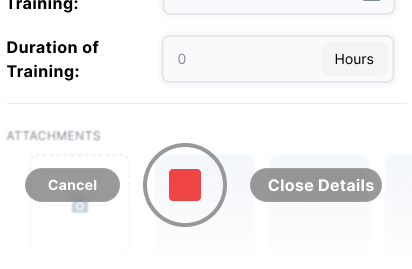 Training:
Duration of
Training:
0
Hours
ATTACHMENTS
Cancel
Close Details